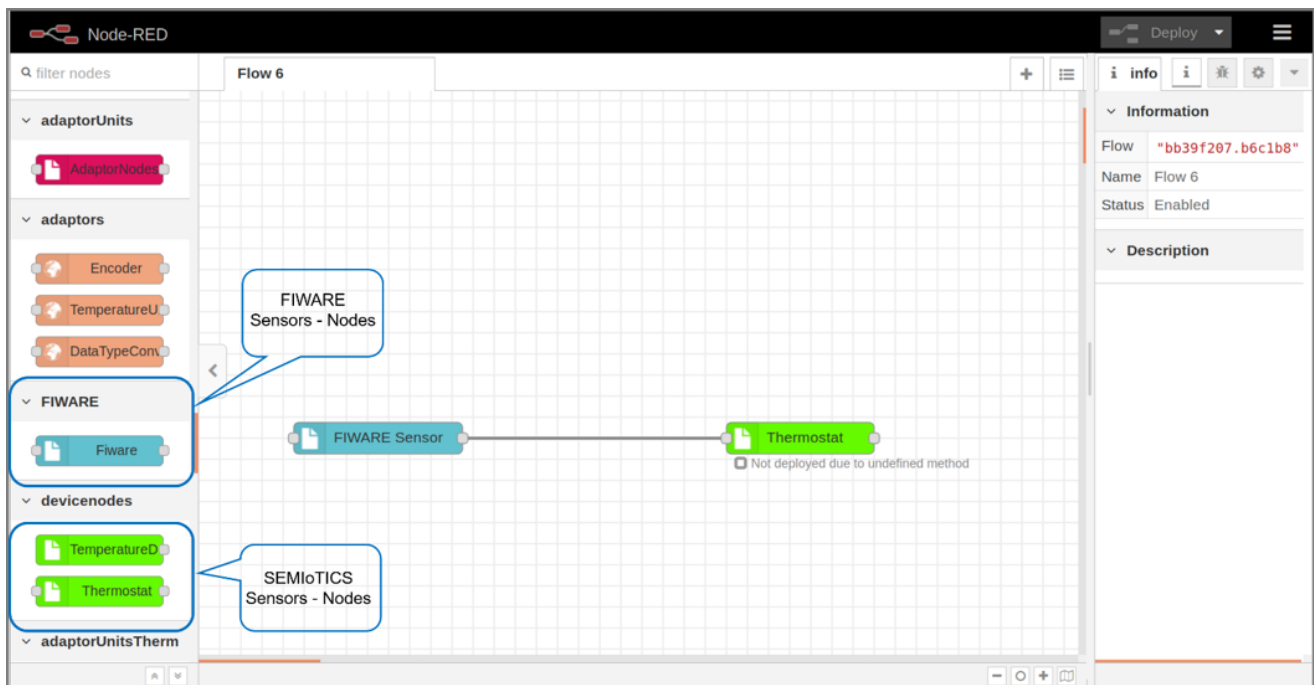 Node-RED
Deploy
filter nodes
Flow 6
info
adaptorUnits
AdaptorNodes
adaptors
Encoder
TemperatureU
DataTypeConv
FIWARE
Fiware
devicenodes
TemperatureD
Thermostat
adaptorUnitsTherm
FIWARE
Sensors - Nodes
FIWARE Sensor
Thermostat
Not deployed due to undefined method
SEMIoTICS
Sensors - Nodes
Information
Flow "bb39f207.b6c1b8"
Name Flow 6
Status Enabled
Description